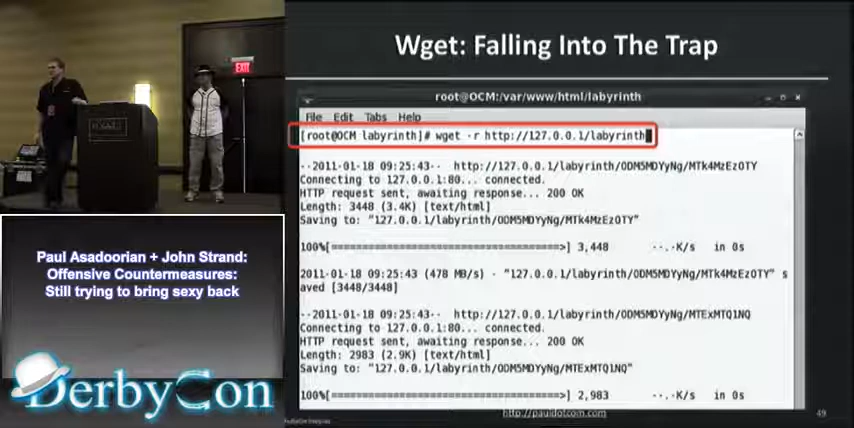 EXIT
Paul Asadoorian + John Strand:
Offensive Countermeasures:
Still trying to bring sexy back
DerbyCon
Wget: Falling Into The Trap
root@OCM:/var/www/html/labyrinth
File Edit Tabs Help
[root@OCM labyrinth]# wget -r http://127.0.0.1/labyrinth
--2011-01-18 09:25:43-- http://127.0.0.1/labyrinth/ODM5MDYyNg/MTk4MzEzOTY
Connecting to 127.0.0.1:80... connected.
HTTP request sent, awaiting response... 200 OK
Length: 3448 (3.4K) [text/html]
Saving to: "127.0.0.1/labyrinth/ODM5MDYyNg/MTk4MzEzOTY"
100%[======================================>] 3,448 --.-K/s in 0s
2011-01-18 09:25:43 (478 MB/s) - "127.0.0.1/labyrinth/ODM5MDYyNg/MTk4MzEzOTY" s
aved [3448/3448]
--2011-01-18 09:25:43-- http://127.0.0.1/labyrinth/ODM5MDYyNg/MTExMTQ1NQ
Connecting to 127.0.0.1:80... connected.
HTTP request sent, awaiting response... 200 OK
Length: 2983 (2.9K) [text/html]
Saving to: "127.0.0.1/labyrinth/ODM5MDYyNg/MTExMTQ1NQ"
100%[======================================>] 2,983 --.-K/s in 0s
http://pauldotcom.com
49